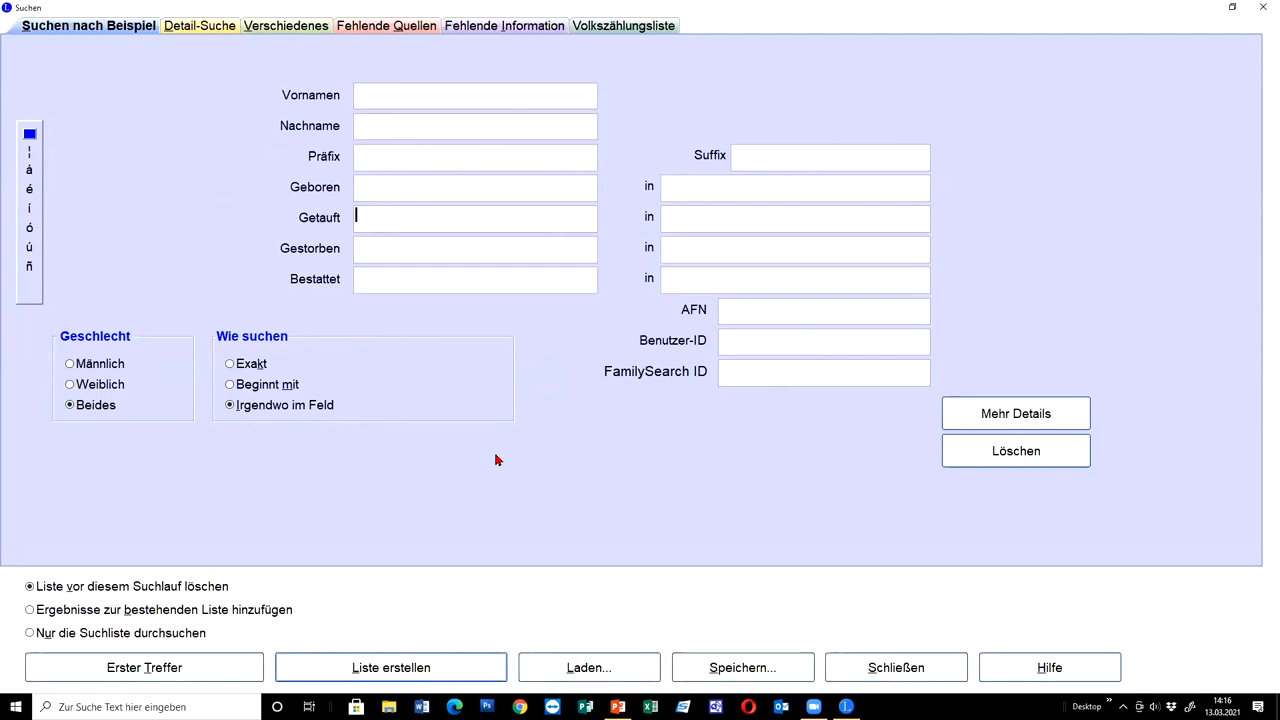 Suchen
Suchen nach Beispiel Detail-Suche Verschiedenes Fehlende Quellen Fehlende Information Volkszählungsliste
Vornamen
Nachname
Präfix Suffix
Geboren in
Getauft in
Gestorben in
Bestattet in
AFN
Benutzer-ID
FamilySearch ID
¦
á
é
í
ó
ú
ñ
Geschlecht Wie suchen
Männlich Exakt
Weiblich Beginnt mit
Beides Irgendwo im Feld
Mehr Details
Löschen
Liste vor diesem Suchlauf löschen
Ergebnisse zur bestehenden Liste hinzufügen
Nur die Suchliste durchsuchen
Erster Treffer Liste erstellen Laden... Speichern... Schließen Hilfe
Zur Suche Text hier eingeben Desktop 14:16
13.03.2021